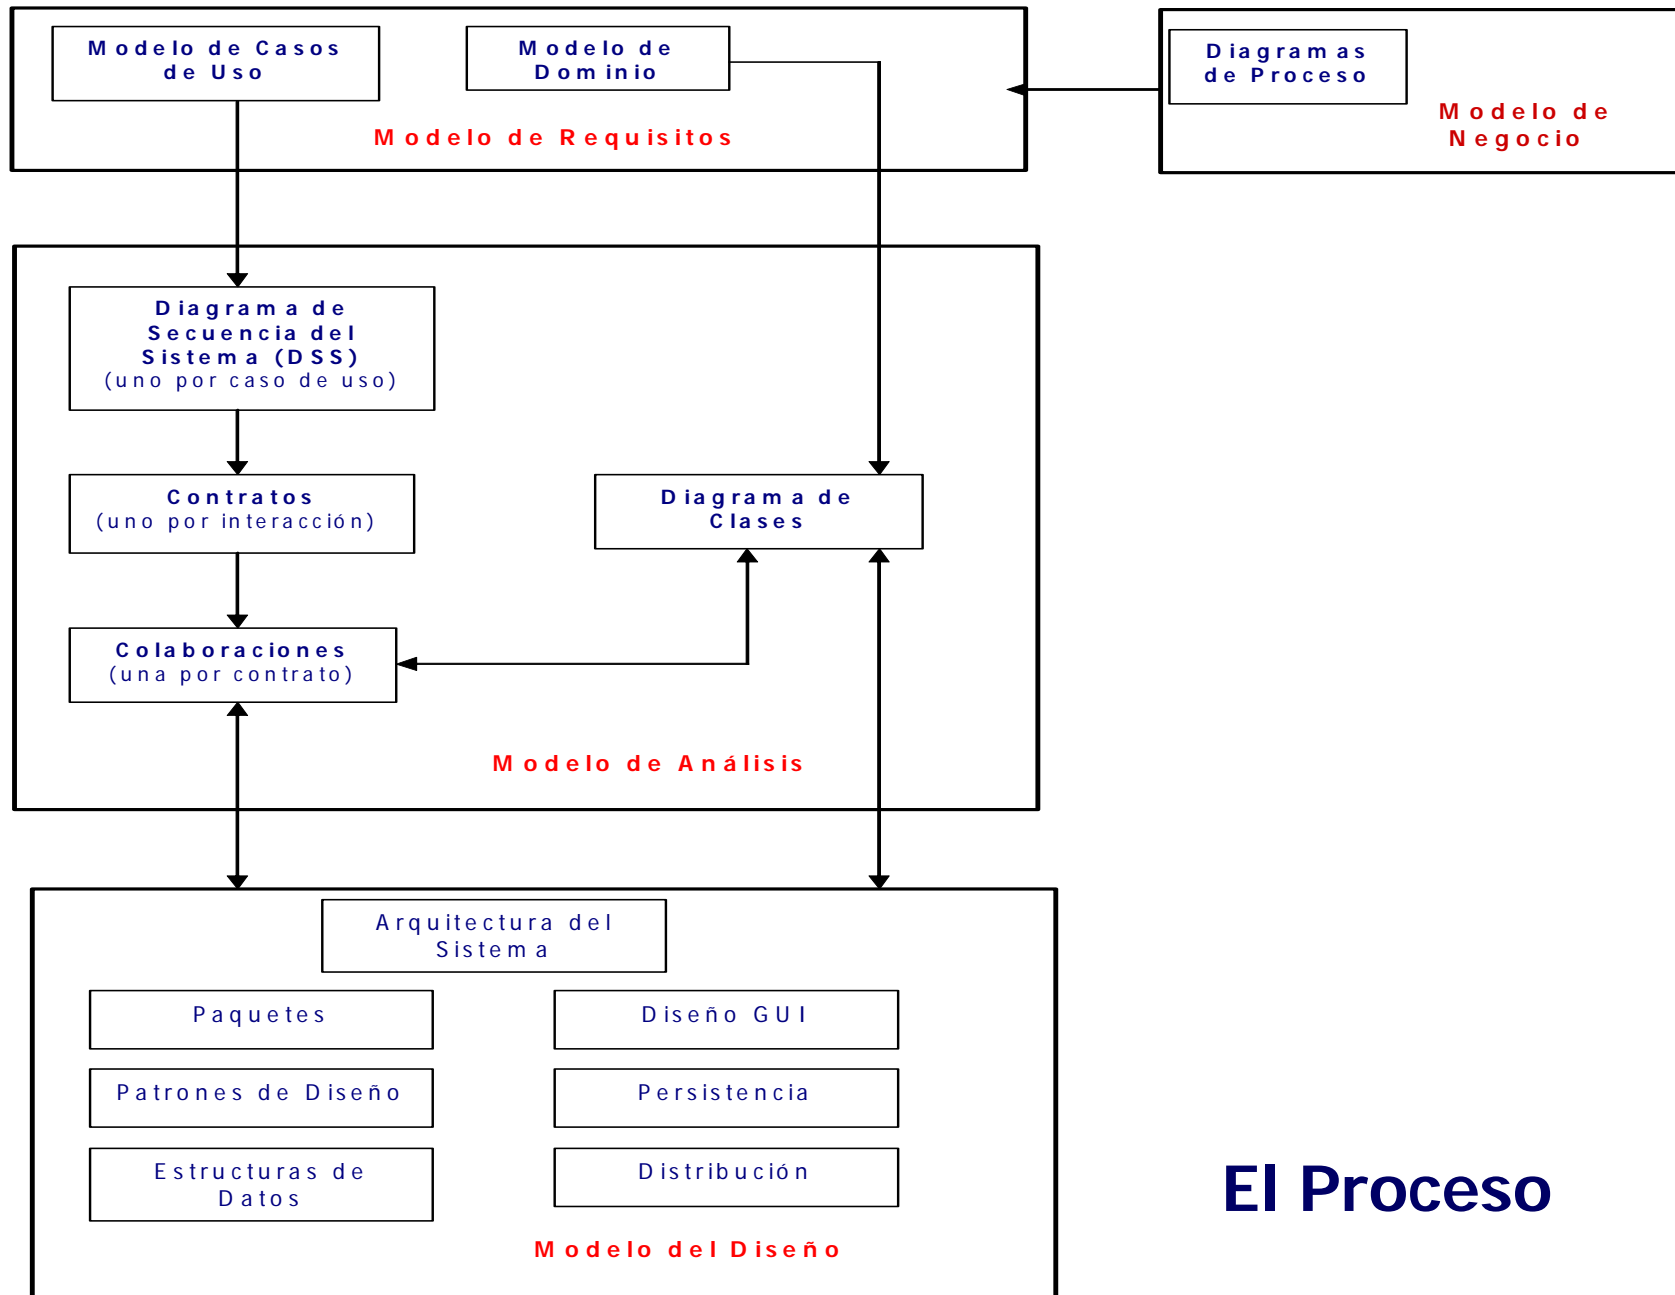 Modelo de Casos
de Uso
Modelo de
Dominio
Modelo de Requisitos
Diagramas
de Proceso
Modelo de
Negocio
Diagrama de
Secuencia del
Sistema (DSS)
(uno por caso de uso)
Contratos
(uno por interacción)
Diagrama de
Clases
Colaboraciones
(una por contrato)
Modelo de Análisis
Arquitectura del
Sistema
Paquetes
Diseño GUI
Patrones de Diseño
Persistencia
Estructuras de
Datos
Distribución
Modelo del Diseño
El Proceso